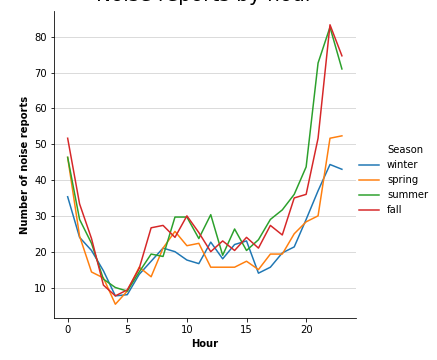 Noise reports by hour
Number of noise reports
80
70
60
50
40
30
20
10
0
5
10
15
20
Hour
Season
winter
spring
summer
fall